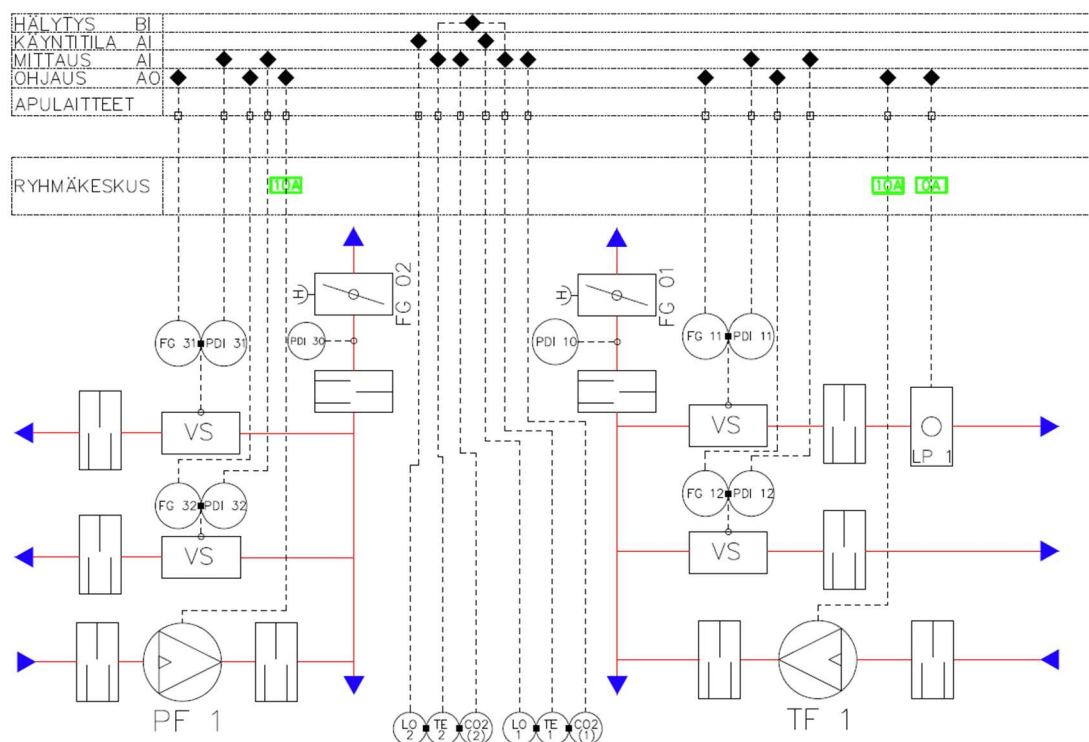 HÄLYTYS BI
KÄYNTITILA AI
MITTAUS AI
OHJAUS AO
APULAITTEET
RYHMÄKESKUS
10A
10A
0A
FG 02
FG 01
H
H
FG 31
PDI 31
PDI 30
PDI 10
FG 11
PDI 11
VS
VS
LP 1
FG 32
PDI 32
FG 12
PDI 12
VS
VS
PF 1
TF 1
LO 2
TE 2
CO2 (2)
LO 1
TE 1
CO2 (1)